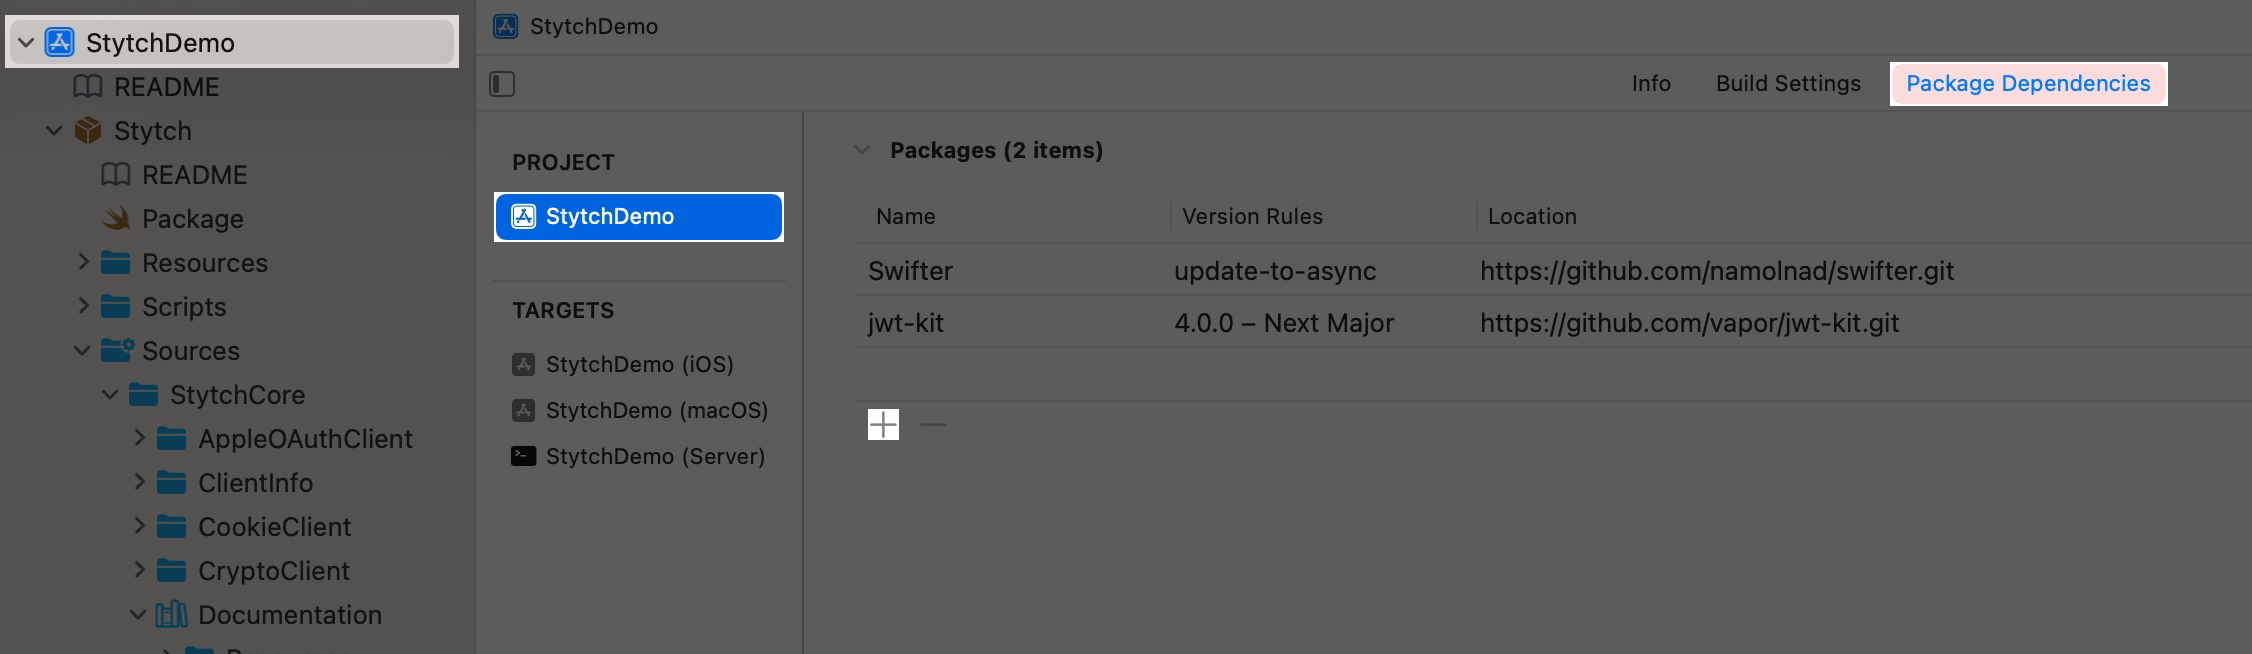 StytchDemo
README
Stytch
README
Package
Resources
Scripts
Sources
StytchCore
AppleOAuthClient
ClientInfo
CookieClient
CryptoClient
Documentation
StytchDemo
Info Build Settings Package Dependencies
PROJECT
StytchDemo
TARGETS
StytchDemo (iOS)
StytchDemo (macOS)
StytchDemo (Server)
Packages (2 items)
Name Version Rules Location
Swifter update-to-async https://github.com/namolnad/swifter.git
jwt-kit 4.0.0 – Next Major https://github.com/vapor/jwt-kit.git